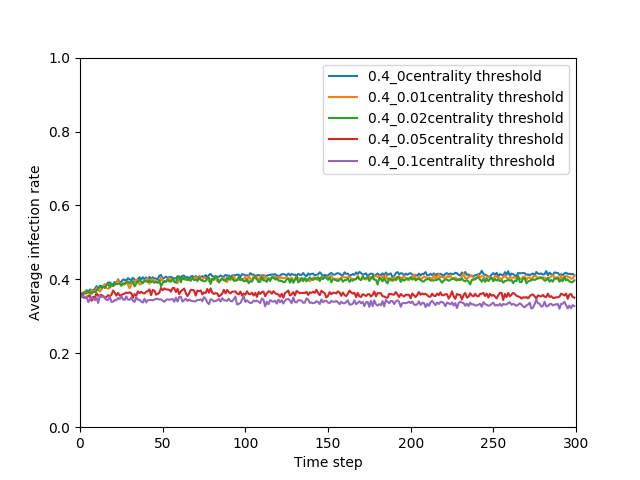 1.0
0.8
0.6
0.4
0.2
0.0
Average infection rate
0.4_0centrality threshold
0.4_0.01centrality threshold
0.4_0.02centrality threshold
0.4_0.05centrality threshold
0.4_0.1centrality threshold
0 50 100 150 200 250 300
Time step